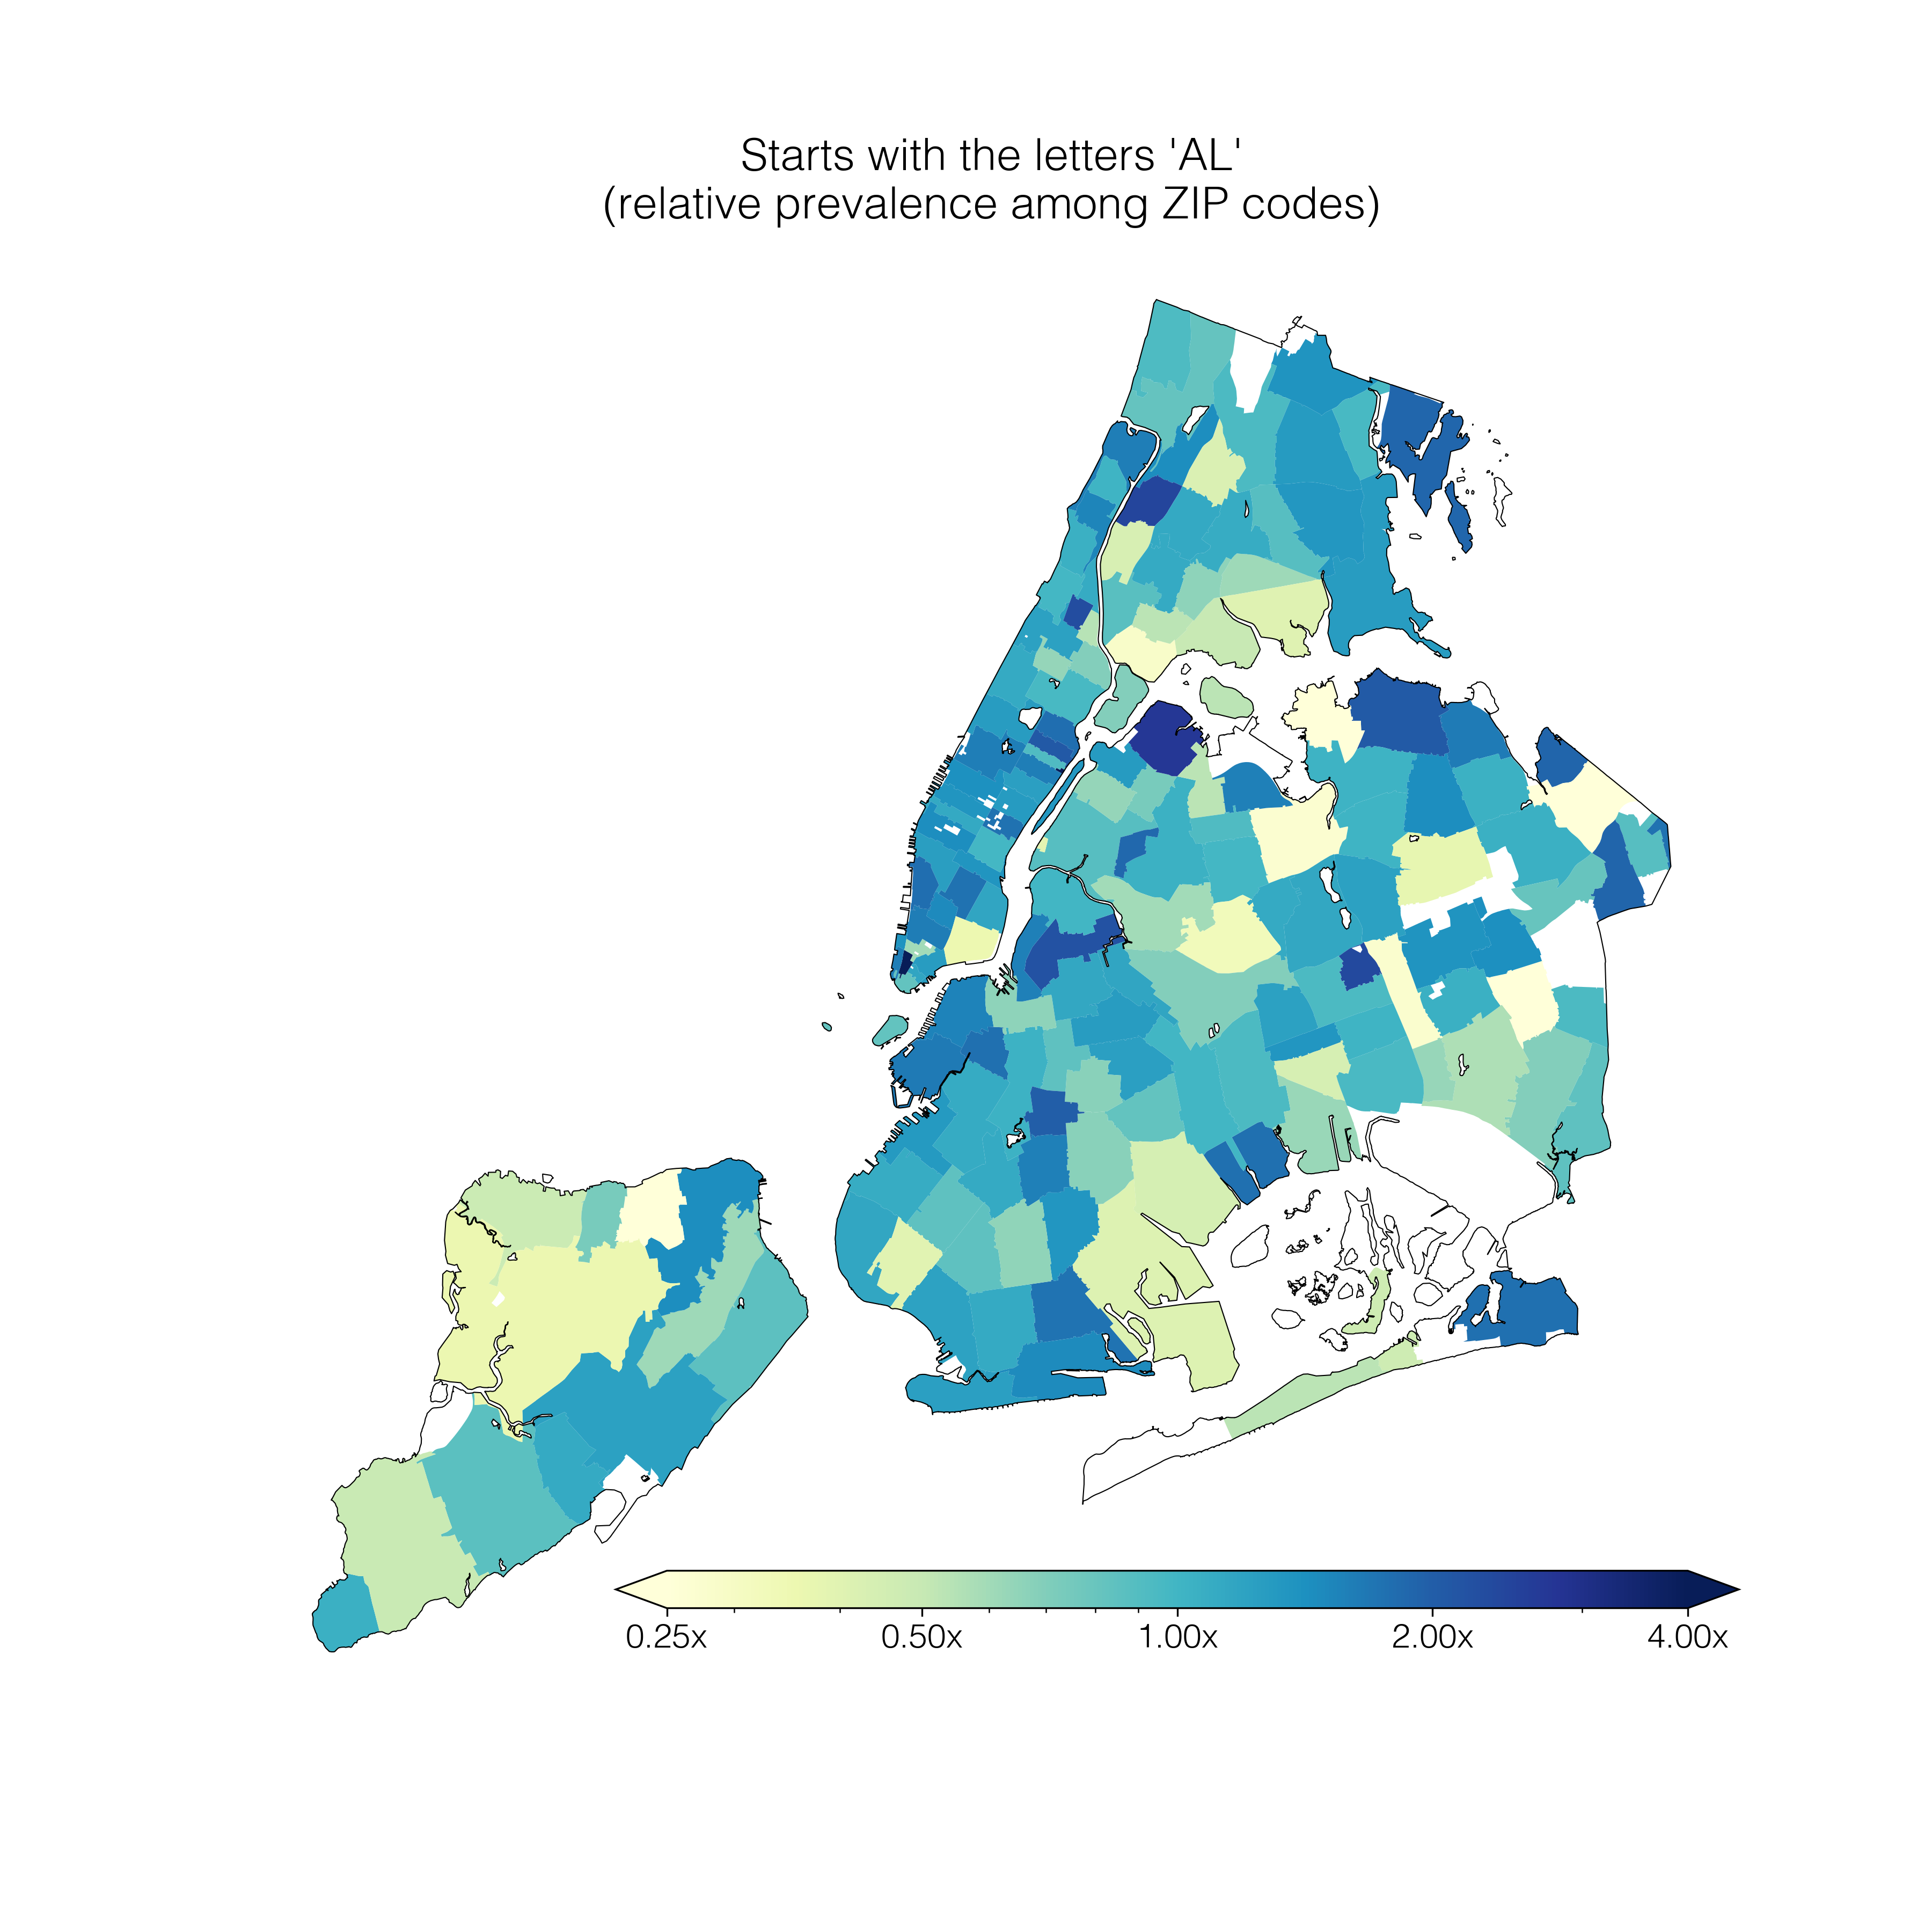 Starts with the letters 'AL'
(relative prevalence among ZIP codes)
0.25x 0.50x 1.00x 2.00x 4.00x